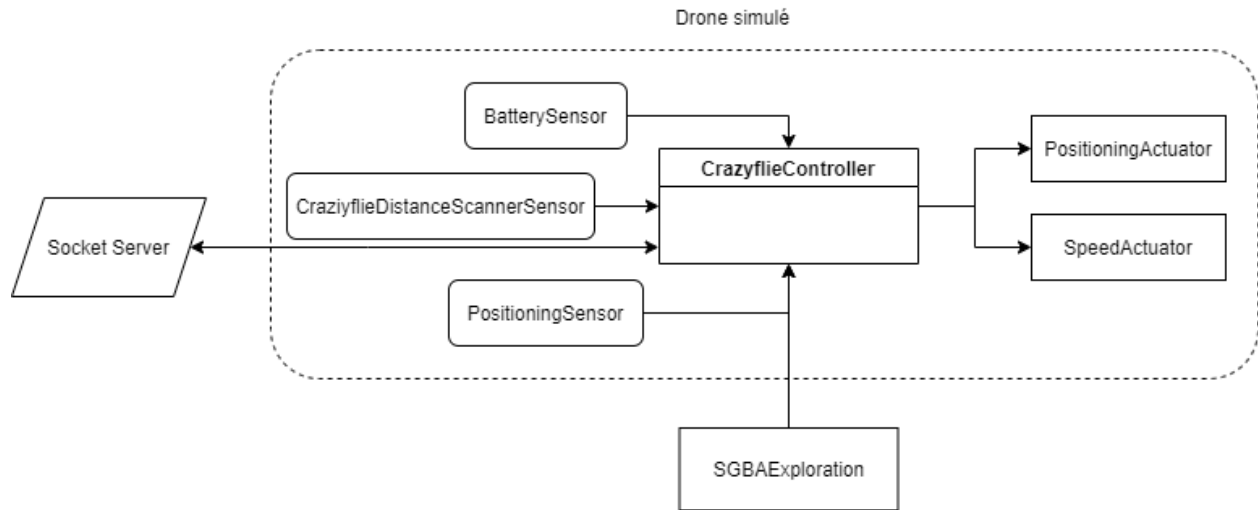 Drone simulé
BatterySensor
CrazyflieController
PositioningActuator
CraziyflieDistanceScannerSensor
Socket Server
SpeedActuator
PositioningSensor
SGBAExploration